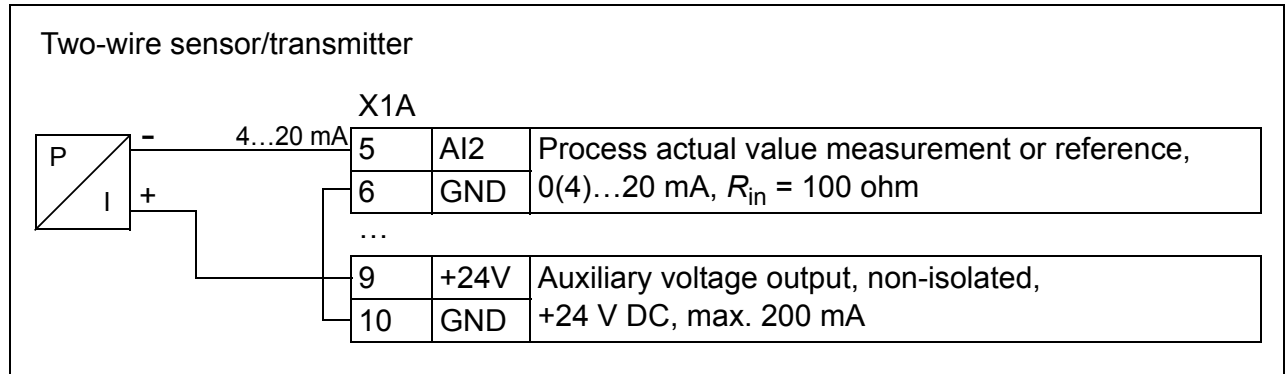 Two-wire sensor/transmitter
X1A
P
I
-
+
4…20 mA
5 AI2 Process actual value measurement or reference,
6 GND 0(4)…20 mA, Rin = 100 ohm
…
9 +24V Auxiliary voltage output, non-isolated,
10 GND +24 V DC, max. 200 mA